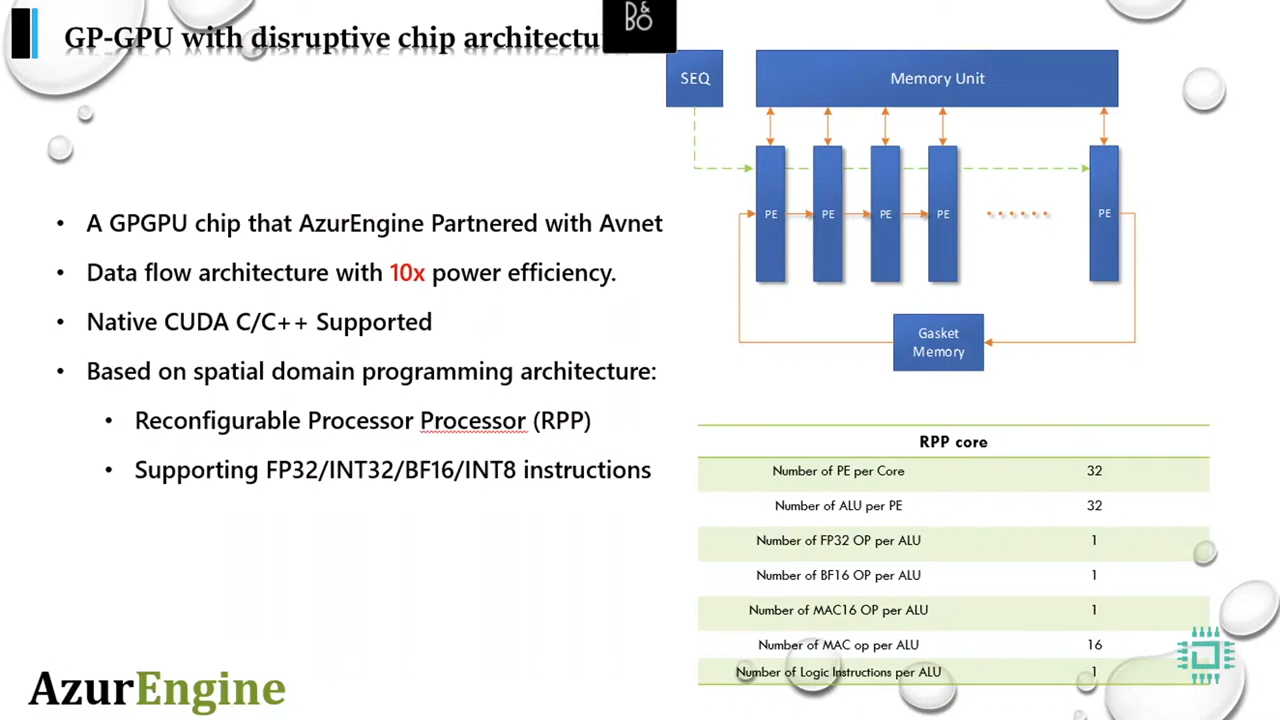 GP-GPU with disruptive chip architectu
D&
BO
• A GPGPU chip that AzurEngine Partnered with Avnet
• Data flow architecture with 10x power efficiency.
• Native CUDA C/C++ Supported
• Based on spatial domain programming architecture:
• Reconfigurable Processor Processor (RPP)
• Supporting FP32/INT32/BF16/INT8 instructions
SEQ
Memory Unit
PE PE PE PE PE
Gasket
Memory
RPP core
Number of PE per Core 32
Number of ALU per PE 32
Number of FP32 OP per ALU 1
Number of BF16 OP per ALU 1
Number of MAC16 OP per ALU 1
Number of MAC op per ALU 16
Number of Logic Instructions per ALU 1
AzurEngine